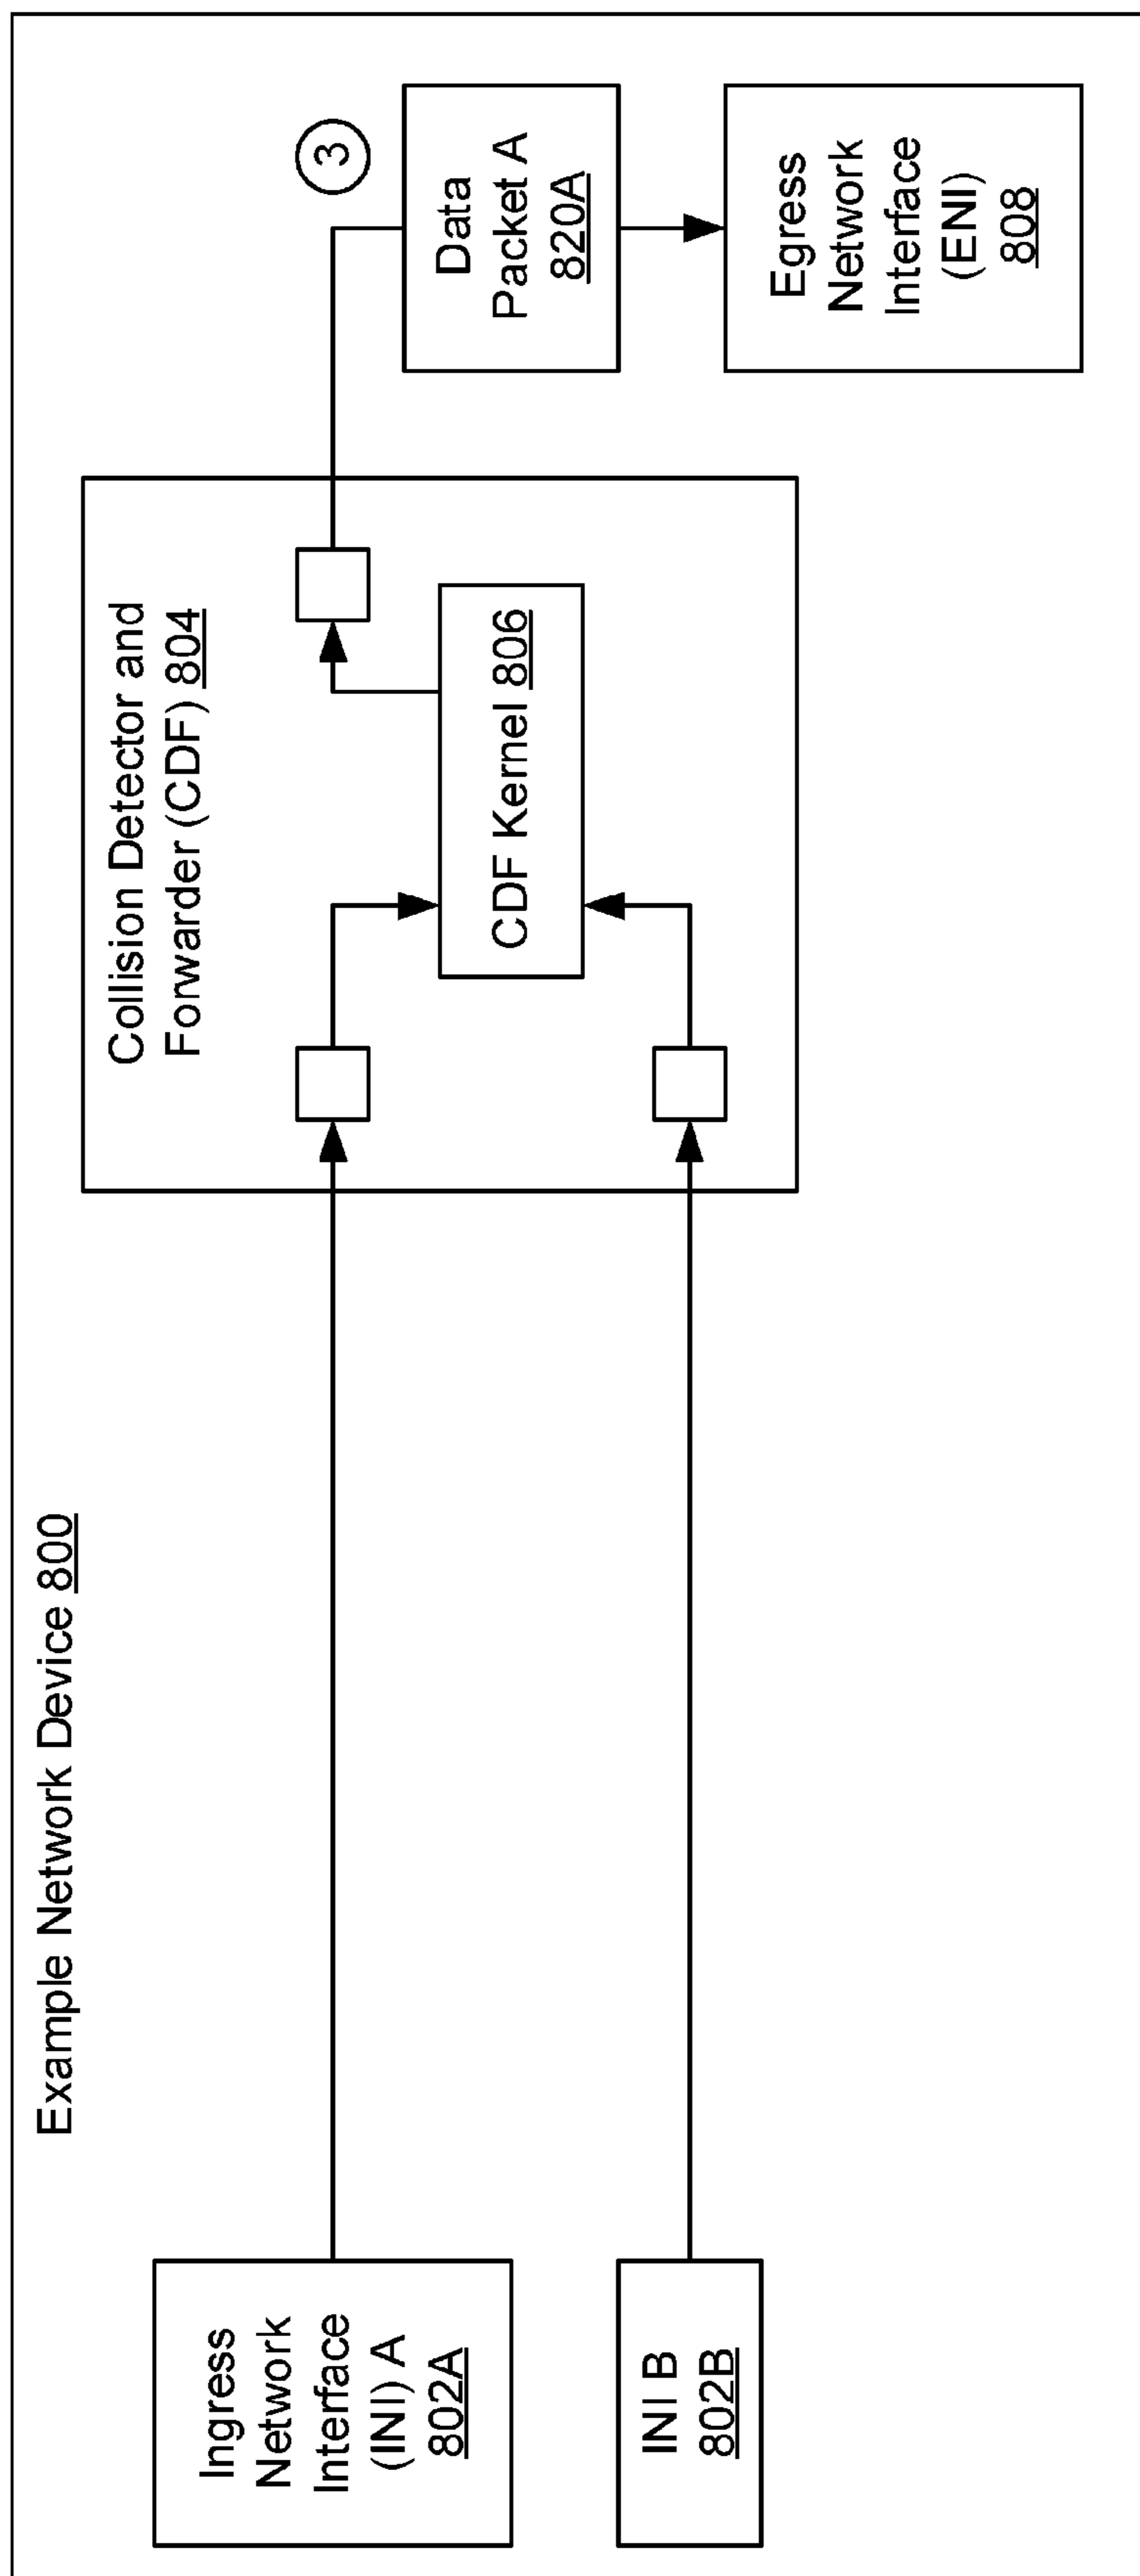 Example Network Device 800
Ingress
Network
Interface
(INI) A
802A
INI B
802B
Collision Detector and
Forwarder (CDF) 804
CDF Kernel 806
3
Data
Packet A
820A
Egress
Network
Interface
(ENI)
808